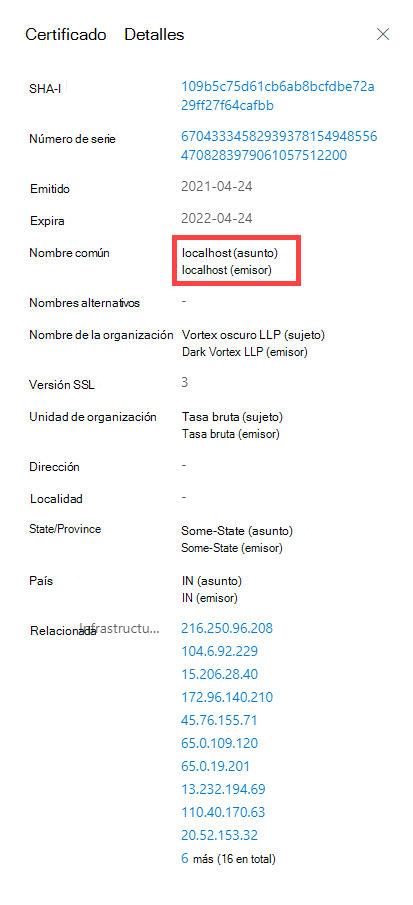 Certificado Detalles
SHA-I 109b5c75d61cb6ab8bcfdbe72a
29ff27f64cafbb
Número de serie 67043334582939378154948556
4708283979061057512200
Emitido 2021-04-24
Expira 2022-04-24
Nombre común localhost (asunto)
localhost (emisor)
Nombres alternativos -
Nombre de la organización Vortex oscuro LLP (sujeto)
Dark Vortex LLP (emisor)
Versión SSL 3
Unidad de organización Tasa bruta (sujeto)
Tasa bruta (emisor)
Dirección -
Localidad -
State/Province Some-State (asunto)
Some-State (emisor)
País IN (asunto)
IN (emisor)
Relacionada Infrastructu... 216.250.96.208
104.6.92.229
15.206.28.40
172.96.140.210
45.76.155.71
65.0.109.120
65.0.19.201
13.232.194.69
110.40.170.63
20.52.153.32
6 más (16 en total)